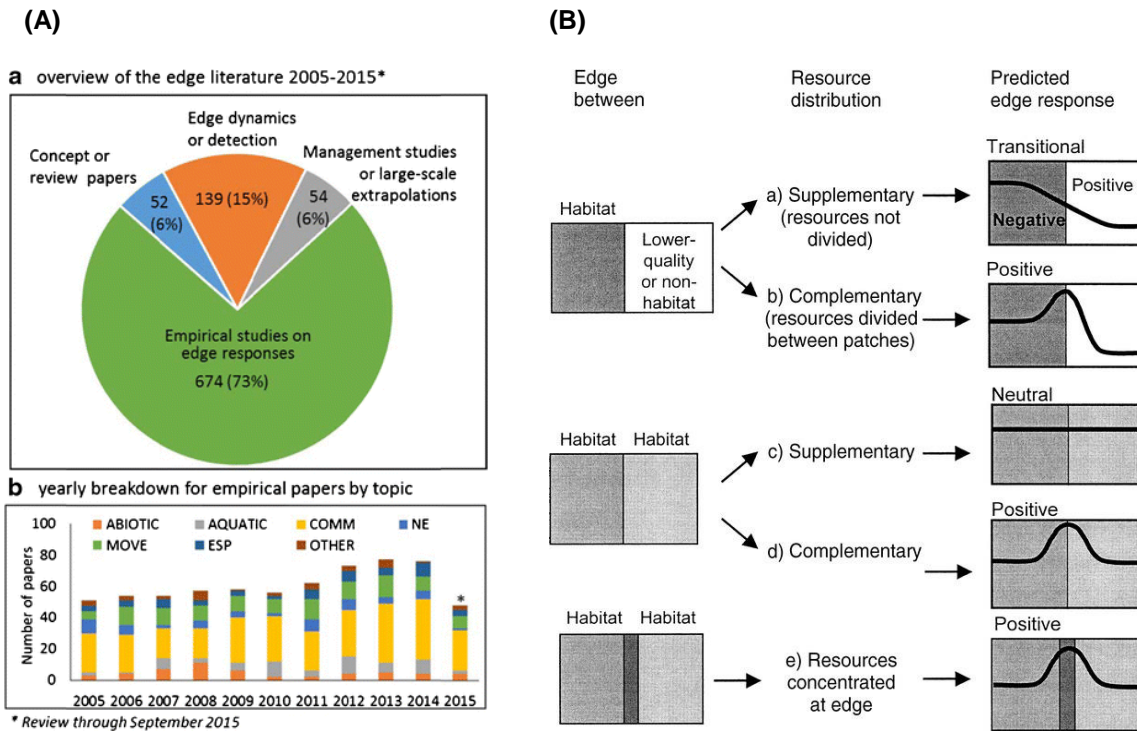 (A)
a overview of the edge literature 2005-2015*
Edge dynamics
or detection
Concept or
review papers
Management studies
or large-scale
extrapolations
52
(6%)
139 (15%)
54
(6%)
Empirical studies on
edge responses
674 (73%)
b yearly breakdown for empirical papers by topic
ABIOTIC AQUATIC COMM NE
MOVE ESP OTHER
Number of papers
100
80
60
40
20
0
*
2005 2006 2007 2008 2009 2010 2011 2012 2013 2014 2015
* Review through September 2015
(B)
Edge
between
Resource
distribution
Predicted
edge response
Habitat
Lower-
quality
or non-
habitat
a) Supplementary
(resources not
divided)
Transitional
Negative
Positive
b) Complementary
(resources divided
between patches)
Positive
Habitat Habitat
c) Supplementary
Neutral
d) Complementary
Positive
Habitat Habitat
e) Resources
concentrated
at edge
Positive